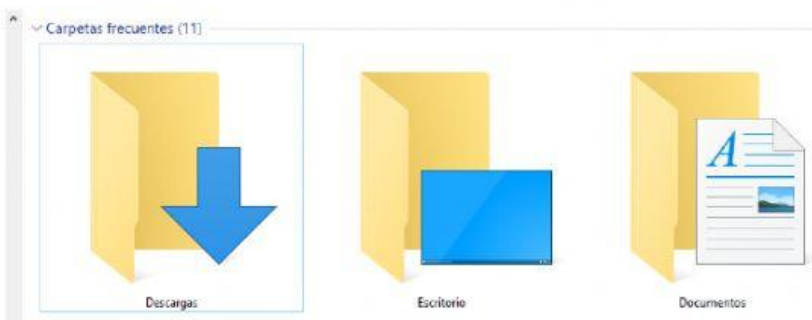 Carpetas frecuentes (11)
Descargas
Escritorio
Documentos